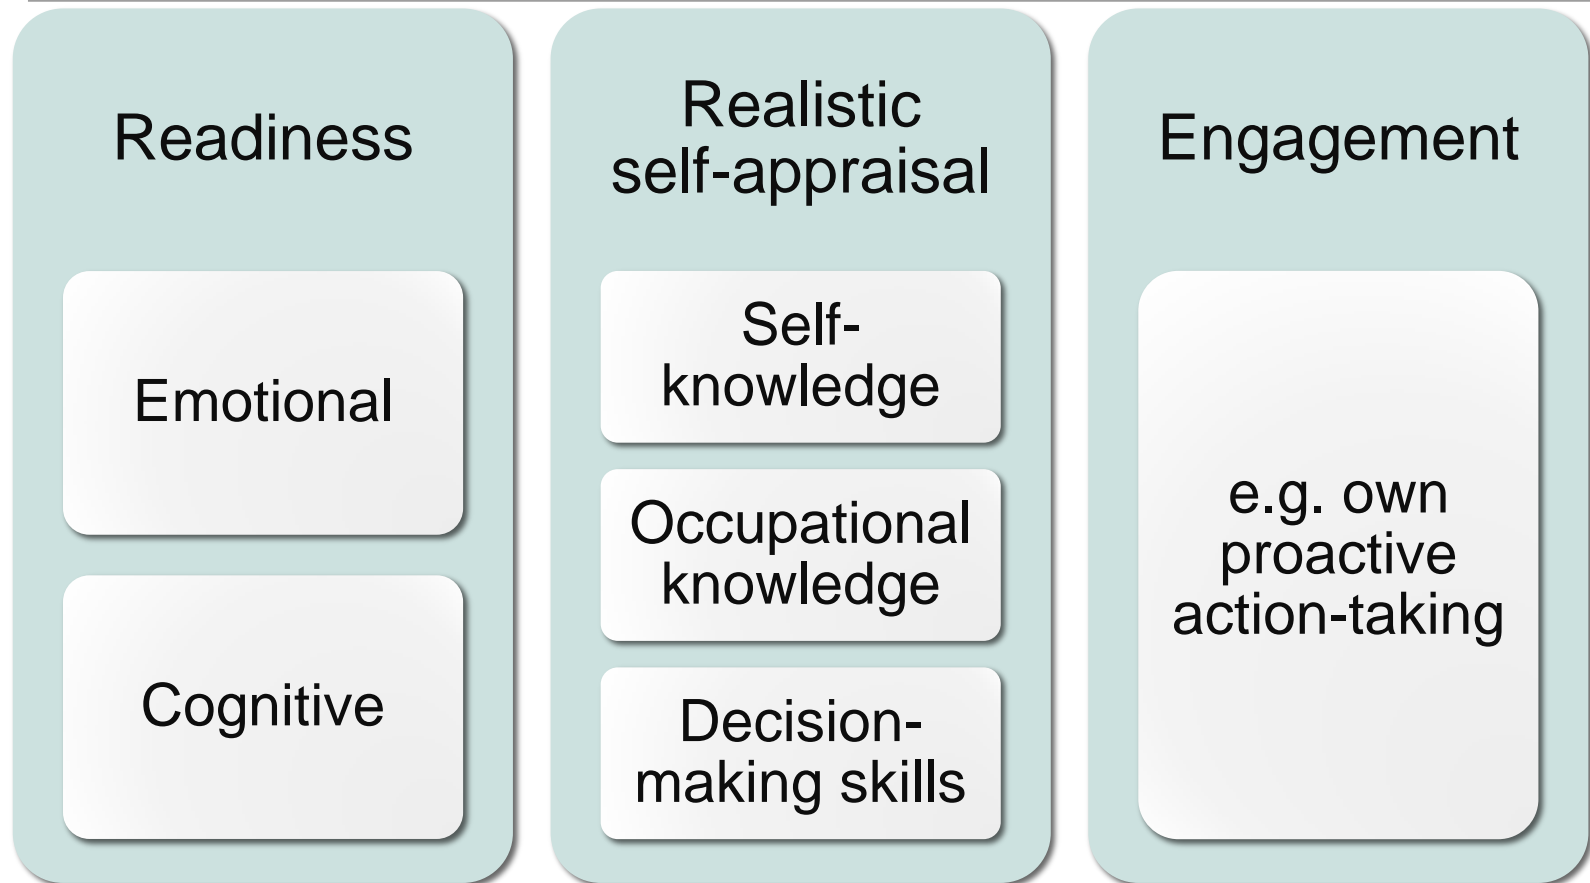 Readiness
Emotional
Cognitive
Realistic
self-appraisal
Self-
knowledge
Occupational
knowledge
Decision-
making skills
Engagement
e.g. own
proactive
action-taking